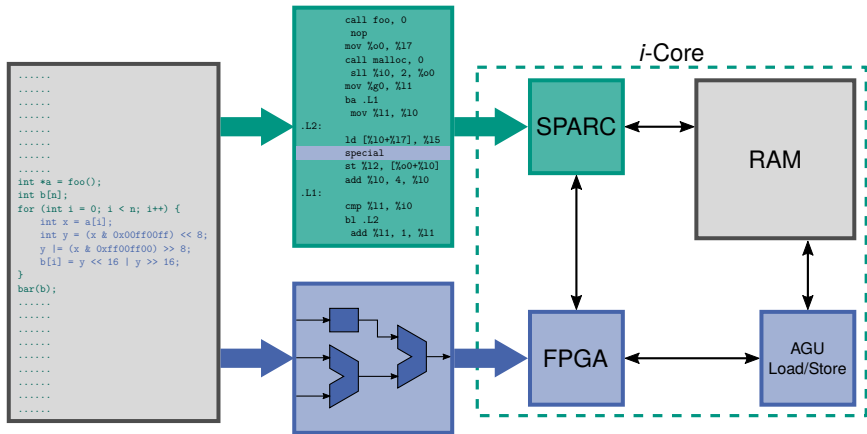 ......
......
......
......
......
......
......
......
int *a = foo();
int b[n];
for (int i = 0; i < n; i++) {
    int x = a[i];
    int y = (x & 0x00ff00ff) << 8;
    y |= (x & 0xff00ff00) >> 8;
    b[i] = y << 16 | y >> 16;
}
bar(b);
......
......
......
......
......
......
......
......
......
call foo, 0
nop
mov %o0, %l7
call malloc, 0
sll %i0, 2, %o0
mov %g0, %l1
ba .L1
mov %l1, %l0
.L2:
ld [%l0+%l7], %l5
special
st %l2, [%o0+%l0]
add %l0, 4, %l0
.L1:
cmp %l1, %i0
bl .L2
add %l1, 1, %l1
i-Core
SPARC
RAM
FPGA
AGU
Load/Store